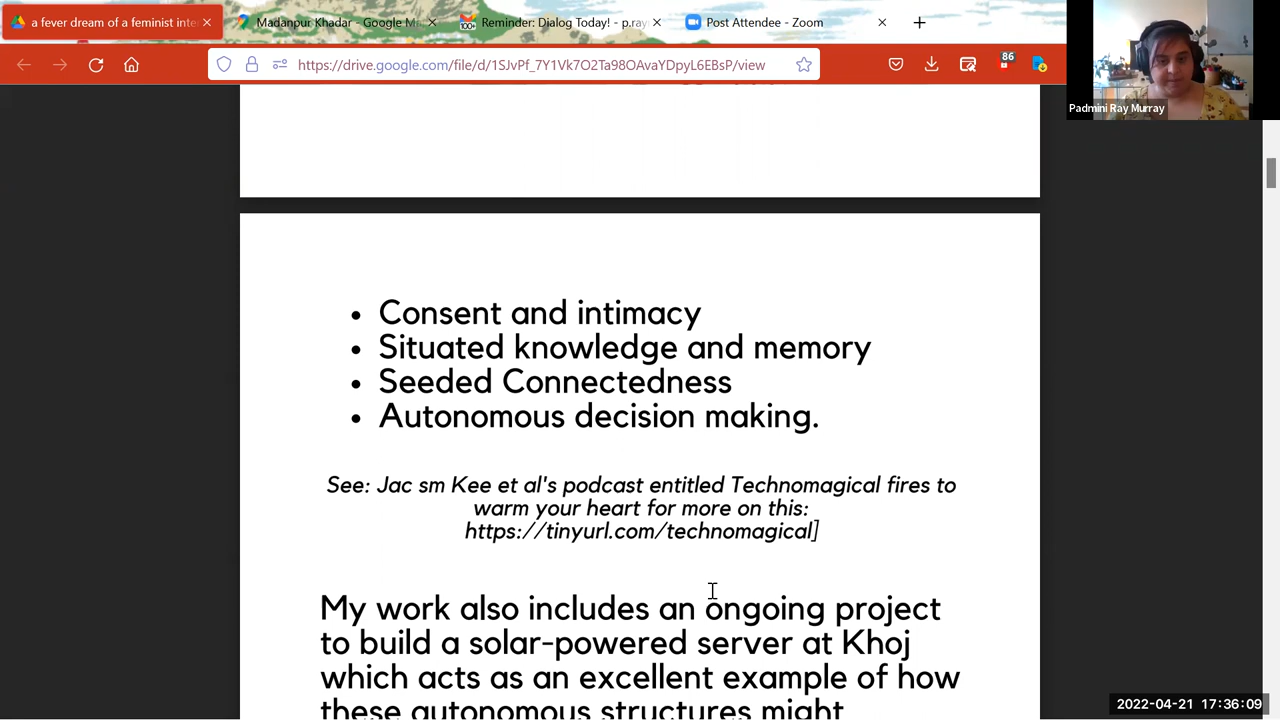 a fever dream of a feminist inte
Madanpur Khadar - Google M
Reminder: Dialog Today! - p.ray
Post Attendee - Zoom
https://drive.google.com/file/d/1SJvPf_7Y1Vk7O2Ta98OAvaYDpyL6EBsP/view
86
Padmini Ray Murray
• Consent and intimacy
• Situated knowledge and memory
• Seeded Connectedness
• Autonomous decision making.
See: Jac sm Kee et al's podcast entitled Technomagical fires to
warm your heart for more on this:
https://tinyurl.com/technomagical]
My work also includes an ongoing project
to build a solar-powered server at Khoj
which acts as an excellent example of how
these autonomous structures might
2022-04-21 17:36:09